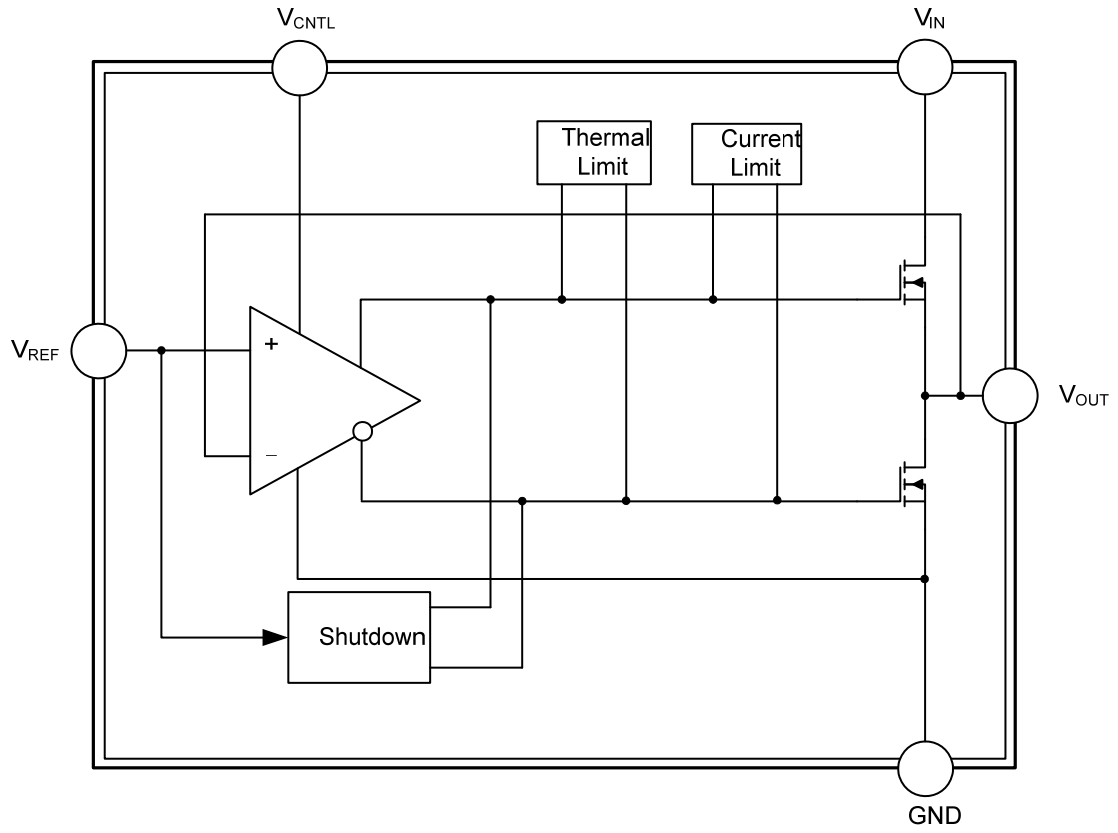 VCNTL
VIN
Thermal
Limit
Current
Limit
VREF
+
−
VOUT
Shutdown
GND